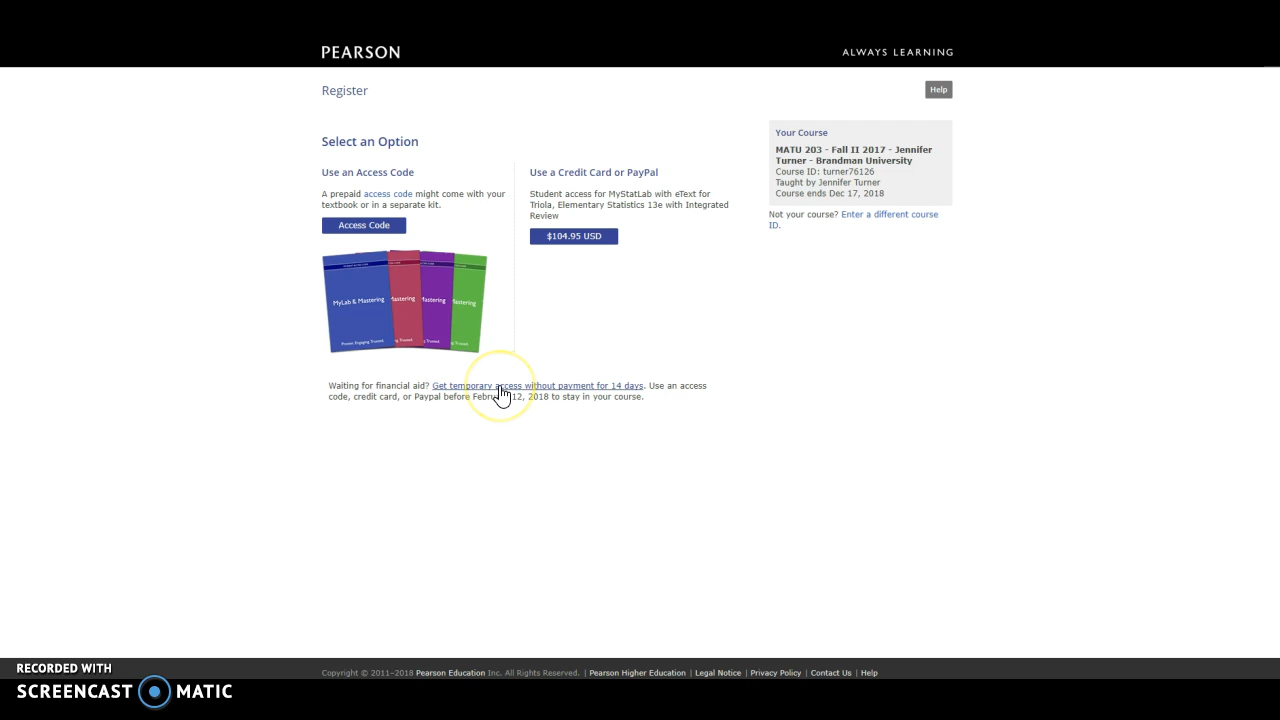 PEARSON
ALWAYS LEARNING
Register
Help
Select an Option
Use an Access Code
A prepaid access code might come with your
textbook or in a separate kit.
Access Code
MyLab & Mastering
Mastering
Mastering
Mastering
Use a Credit Card or PayPal
Student access for MyStatLab with eText for
Triola, Elementary Statistics 13e with Integrated
Review
$104.95 USD
Your Course
MATU 203 - Fall II 2017 - Jennifer
Turner - Brandman University
Course ID: turner76126
Taught by Jennifer Turner
Course ends Dec 17, 2018
Not your course? Enter a different course
ID.
Waiting for financial aid? Get temporary access without payment for 14 days. Use an access
code, credit card, or Paypal before February 12, 2018 to stay in your course.
Copyright © 2011–2018 Pearson Education Inc. All Rights Reserved. | Pearson Higher Education | Legal Notice | Privacy Policy | Contact Us | Help
RECORDED WITH
SCREENCAST MATIC